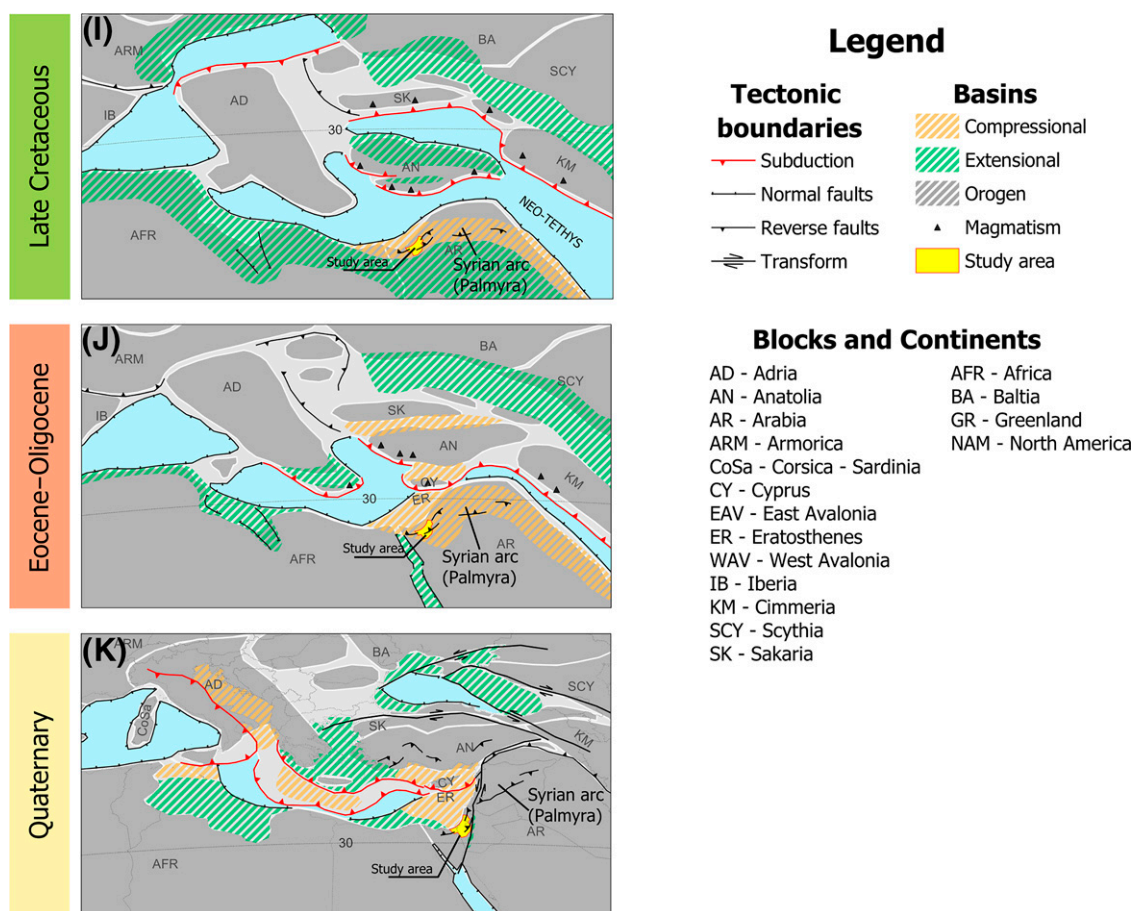 Late Cretaceous
(I)
ARM
BA
SCY
AD
SK
IB
30
AN
KM
NEO-TETHYS
AFR
Study area
AR
Syrian arc
(Palmyra)
Eocene–Oligocene
(J)
ARM
BA
SCY
AD
IB
SK
AN
KM
CY
30
ER
Study area
AFR
Syrian arc
(Palmyra)
AR
Quaternary
(K)
ARM
BA
AD
SCY
CoSa
SK
AN
KM
CY
ER
Syrian arc
(Palmyra)
AR
30
AFR
Study area
Legend
Tectonic
boundaries
Subduction
Normal faults
Reverse faults
Transform
Basins
Compressional
Extensional
Orogen
Magmatism
Study area
Blocks and Continents
AD - Adria
AN - Anatolia
AR - Arabia
ARM - Armorica
CoSa - Corsica - Sardinia
CY - Cyprus
EAV - East Avalonia
ER - Eratosthenes
WAV - West Avalonia
IB - Iberia
KM - Cimmeria
SCY - Scythia
SK - Sakaria
AFR - Africa
BA - Baltia
GR - Greenland
NAM - North America